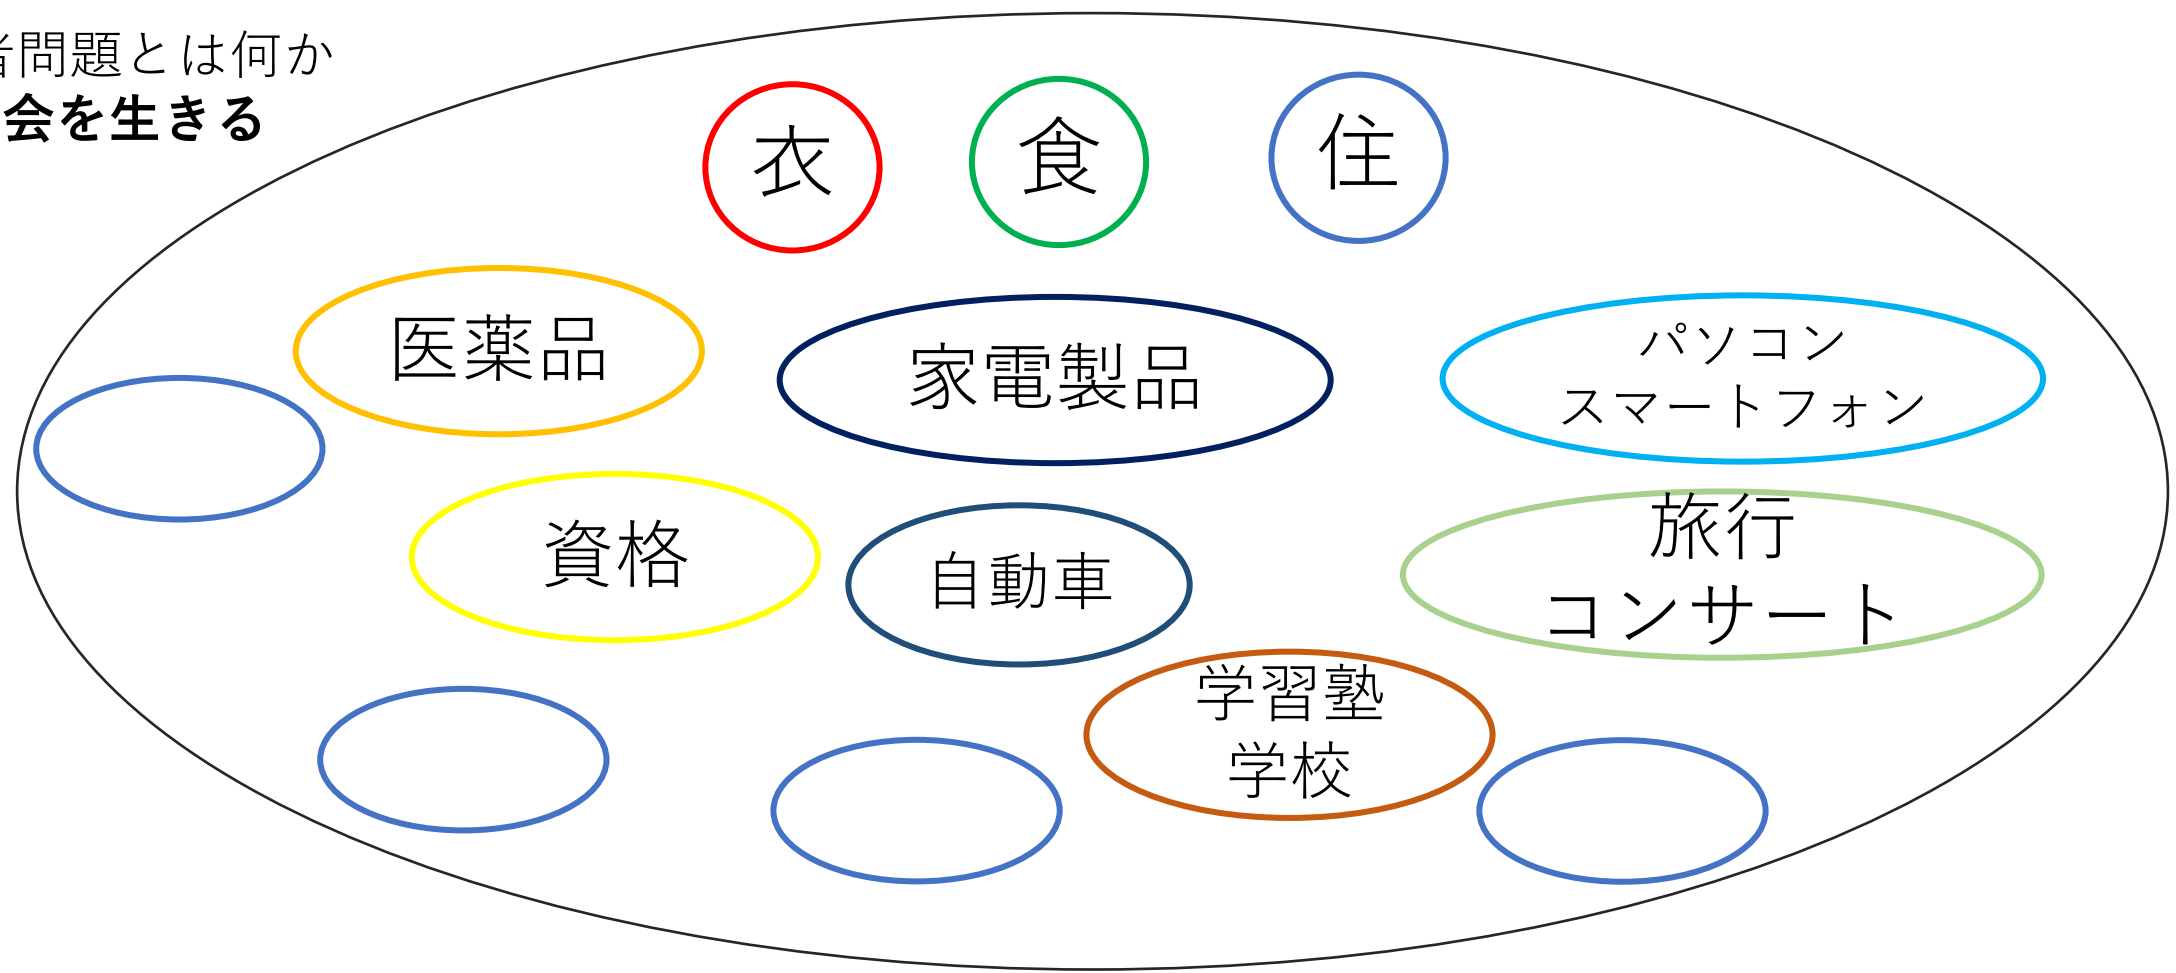 者問題とは何か
会を生きる
衣
食
住
医薬品
家電製品
パソコン
スマートフォン
資格
自動車
旅行
コンサート
学習塾
学校